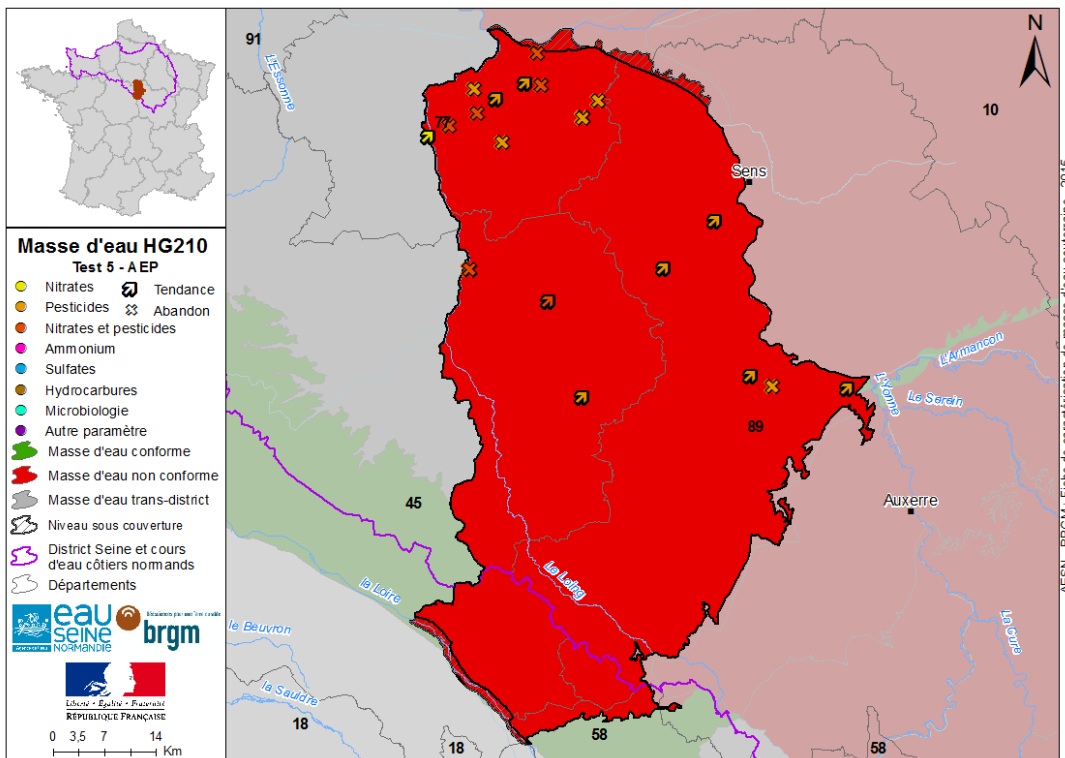 91
L'Essonne
N
10
77
Sens
L'Armancon
L'Yonne
Le Serein
89
Auxerre
45
Le Loing
la Loire
le Beuvron
la Sauldre
La Cure
18
18
58
58
Masse d'eau HG210
Test 5 - AEP
Nitrates
Tendance
Pesticides
Abandon
Nitrates et pesticides
Ammonium
Sulfates
Hydrocarbures
Microbiologie
Autre paramètre
Masse d'eau conforme
Masse d'eau non conforme
Masse d'eau trans-district
Niveau sous couverture
District Seine et cours
d'eau côtiers normands
Départements
eau
SEINE
NORMANDIE
brgm
Liberté • Égalité • Fraternité
RÉPUBLIQUE FRANÇAISE
0 3,5 7 14
Km